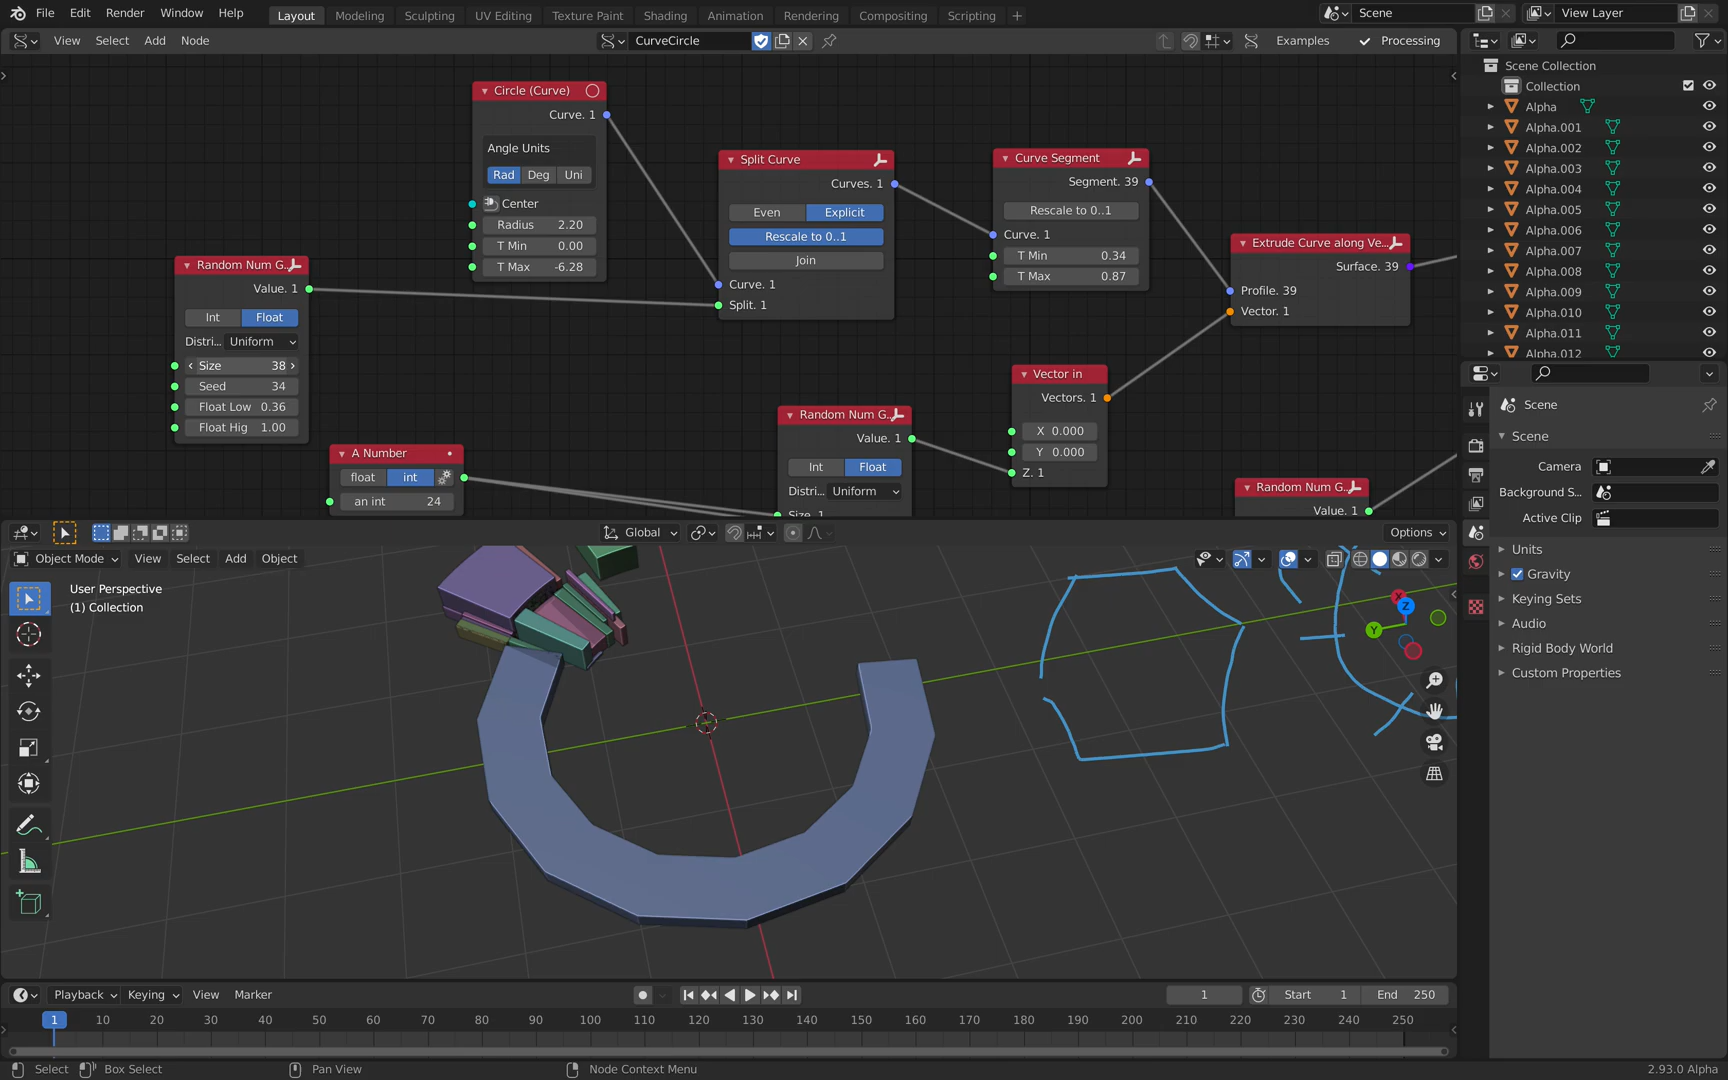 File Edit Render Window Help Layout Modeling Sculpting UV Editing Texture Paint Shading Animation Rendering Compositing Scripting + Scene View Layer
View Select Add Node CurveCircle Examples Processing
Circle (Curve)
Curve. 1
Angle Units
Rad Deg Uni
Center
Radius 2.20
T Min 0.00
T Max -6.28
Split Curve
Curves. 1
Even Explicit
Rescale to 0..1
Join
Curve. 1
Split. 1
Curve Segment
Segment. 39
Rescale to 0..1
Curve. 1
T Min 0.34
T Max 0.87
Extrude Curve along Ve...
Surface. 39
Profile. 39
Vector. 1
Random Num G...
Value. 1
Int Float
Distri... Uniform
Size 38
Seed 34
Float Low 0.36
Float Hig 1.00
A Number
float int
an int 24
Random Num G...
Value. 1
Int Float
Distri... Uniform
Size. 1
Vector in
Vectors. 1
X 0.000
Y 0.000
Z. 1
Random Num G...
Value. 1
Scene Collection
Collection
Alpha
Alpha.001
Alpha.002
Alpha.003
Alpha.004
Alpha.005
Alpha.006
Alpha.007
Alpha.008
Alpha.009
Alpha.010
Alpha.011
Alpha.012
Scene
Scene
Camera
Background S...
Active Clip
Units
Gravity
Keying Sets
Audio
Rigid Body World
Custom Properties
Global Options
Object Mode View Select Add Object
User Perspective
(1) Collection
X
Y
Z
Playback Keying View Marker 1 Start 1 End 250
1 10 20 30 40 50 60 70 80 90 100 110 120 130 140 150 160 170 180 190 200 210 220 230 240 250
Select Box Select Pan View Node Context Menu 2.93.0 Alpha